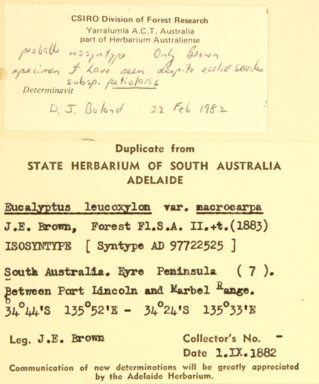 CSIRO Division of Forest Research
Yarralumla A.C.T. Australia
part of Herbarium Australiense
probable isosyntype. Only Brown
specimen I have seen despite earlier searches
subsp. petiolaris
Determinavit
D. J. Boland 22 Feb 1982
Duplicate from
STATE HERBARIUM OF SOUTH AUSTRALIA
ADELAIDE
Eucalyptus leucoxylon var. macrocarpa
J.E. Brown, Forest Fl.S.A. II.+t.(1883)
ISOSYNTYPE [ Syntype AD 97722525 ]
South Australia. Eyre Peninsula ( 7 ).
Between Port Lincoln and Marbel Range.
34°44'S 135°52'E - 34°24'S 135°33'E
Leg. J.E. Brown Collector's No. -
Date 1.IX.1882
Communication of new determinations will be greatly appreciated
by the Adelaide Herbarium.